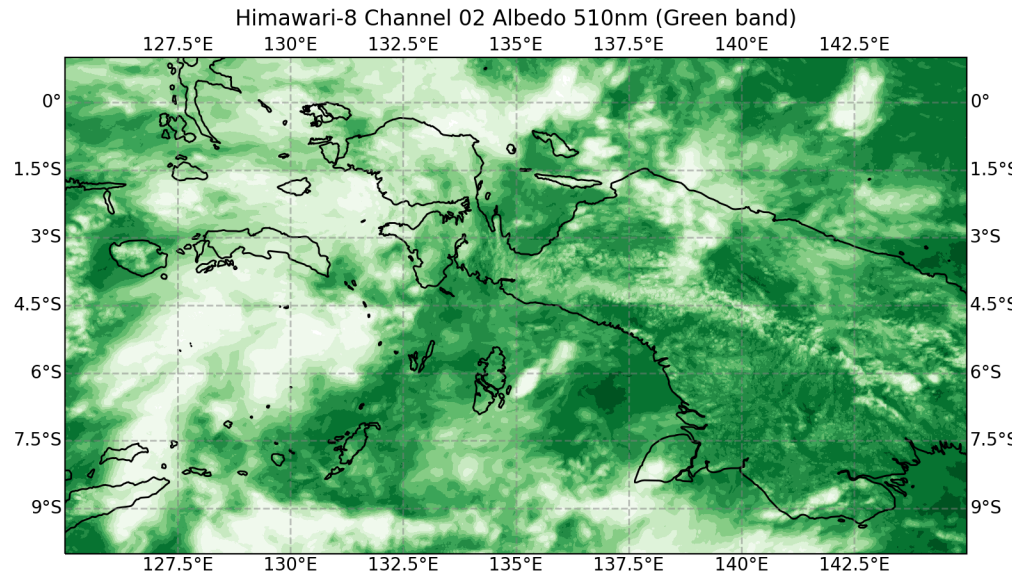 Himawari-8 Channel 02 Albedo 510nm (Green band)
127.5°E 130°E 132.5°E 135°E 137.5°E 140°E 142.5°E
0° 0°
1.5°S 1.5°S
3°S 3°S
4.5°S 4.5°S
6°S 6°S
7.5°S 7.5°S
9°S 9°S
127.5°E 130°E 132.5°E 135°E 137.5°E 140°E 142.5°E